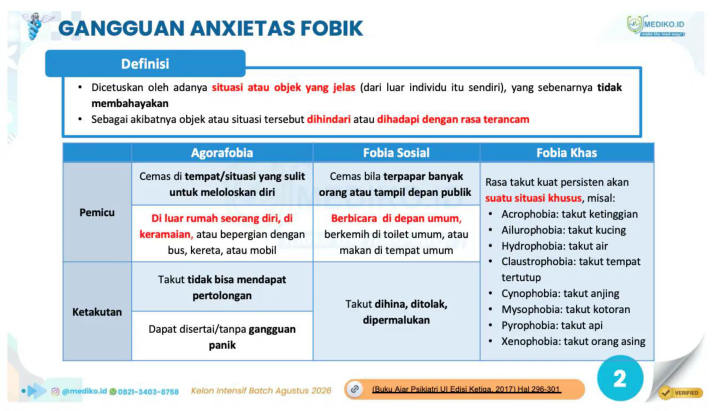 GANGGUAN ANXIETAS FOBIK
MEDIKO.ID
Definisi
• Dicetuskan oleh adanya situasi atau objek yang jelas (dari luar individu itu sendiri), yang sebenarnya tidak
membahayakan
• Sebagai akibatnya objek atau situasi tersebut dihindari atau dihadapi dengan rasa terancam
Agorafobia
Fobia Sosial
Fobia Khas
Pemicu
Cemas di tempat/situasi yang sulit
untuk meloloskan diri
Cemas bila terpapar banyak
orang atau tampil depan publik
Di luar rumah seorang diri, di
keramaian, atau bepergian dengan
bus, kereta, atau mobil
Berbicara di depan umum,
berkemih di toilet umum, atau
makan di tempat umum
Rasa takut kuat persisten akan
suatu situasi khusus, misal:
• Acrophobia: takut ketinggian
• Ailurophobia: takut kucing
• Hydrophobia: takut air
• Claustrophobia: takut tempat
tertutup
• Cynophobia: takut anjing
• Mysophobia: takut kotoran
• Pyrophobia: takut api
• Xenophobia: takut orang asing
Ketakutan
Takut tidak bisa mendapat
pertolongan
Dapat disertai/tanpa gangguan
panik
Takut dihina, ditolak,
dipermalukan
@mediko.id 0821-3403-8758 Kelon Intensif Batch Agustus 2026
(Buku Ajar Psikiatri UI Edisi Ketiga, 2017) Hal 296-301
2
VERIFIED